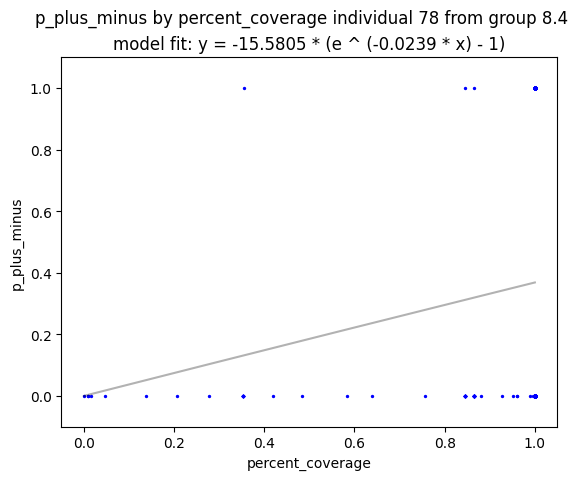 p_plus_minus by percent_coverage individual 78 from group 8.4
model fit: y = -15.5805 * (e ^ (-0.0239 * x) - 1)
1.0
0.8
0.6
0.4
0.2
0.0
p_plus_minus
0.0 0.2 0.4 0.6 0.8 1.0
percent_coverage